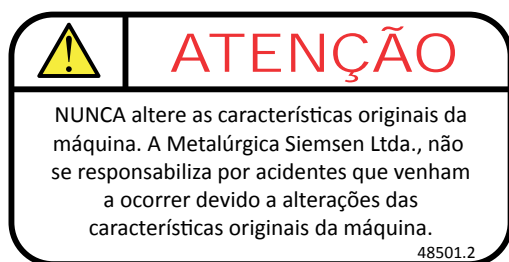 ATENÇÃO
NUNCA altere as características originais da
máquina. A Metalúrgica Siemsen Ltda., não
se responsabiliza por acidentes que venham
a ocorrer devido a alterações das
características originais da máquina.
48501.2